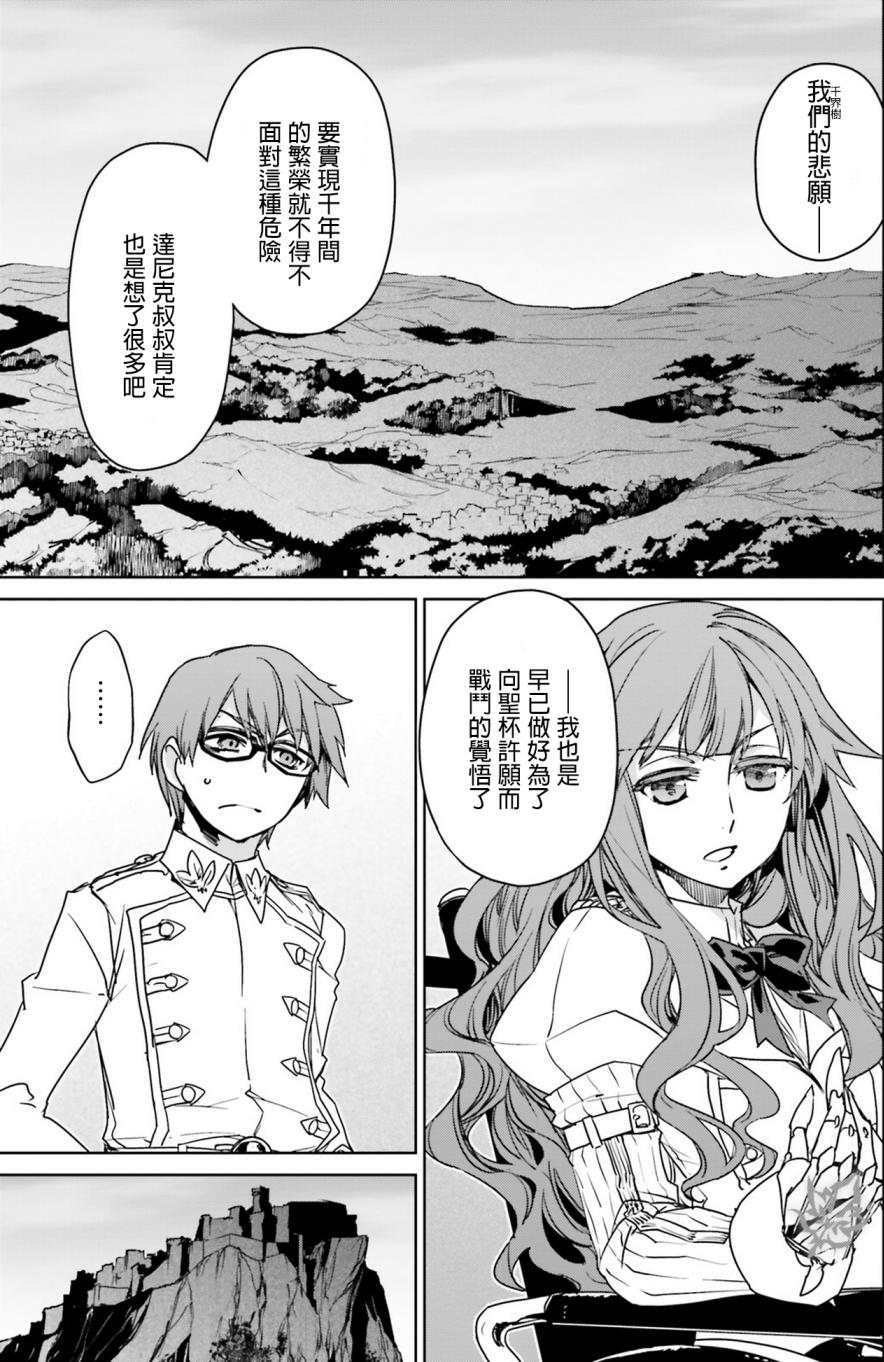 我們的悲願——
千界樹
要實現千年間
的繁榮就不得不
面對這種危險
達尼克叔叔肯定
也是想了很多吧
——我也是
早已做好為了
向聖杯許願而
戰鬥的覺悟了
……